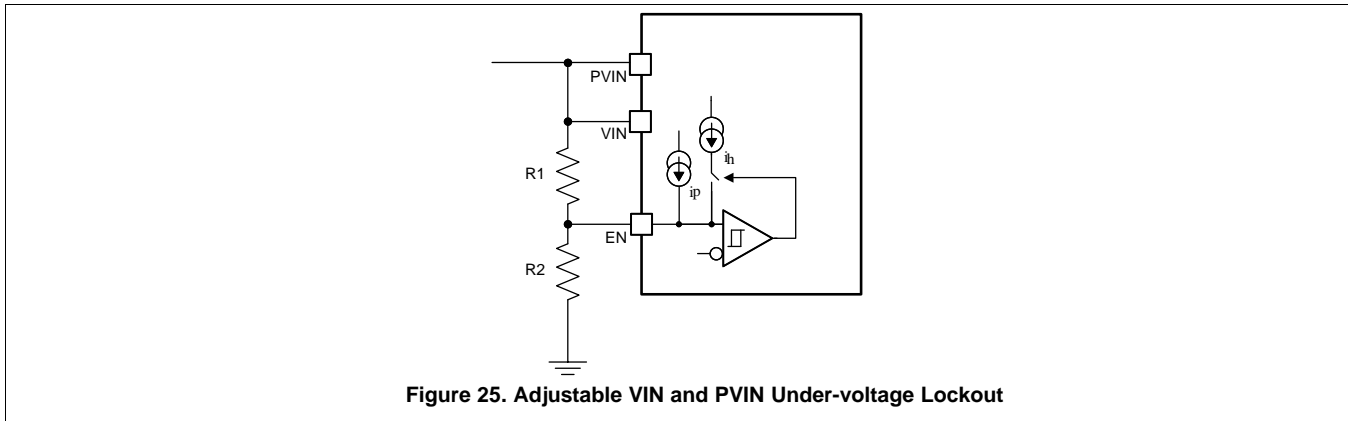 PVIN
VIN
R1
ih
ip
EN
R2
Figure 25. Adjustable VIN and PVIN Under-voltage Lockout